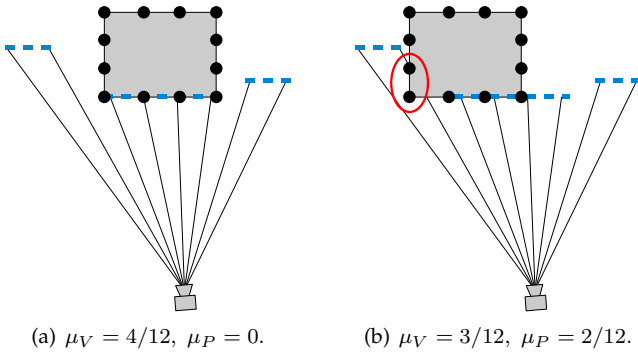 (a) μ_V = 4/12, μ_P = 0.
(b) μ_V = 3/12, μ_P = 2/12.